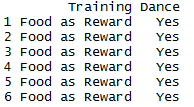 Training Dance
1 Food as Reward Yes
2 Food as Reward Yes
3 Food as Reward Yes
4 Food as Reward Yes
5 Food as Reward Yes
6 Food as Reward Yes